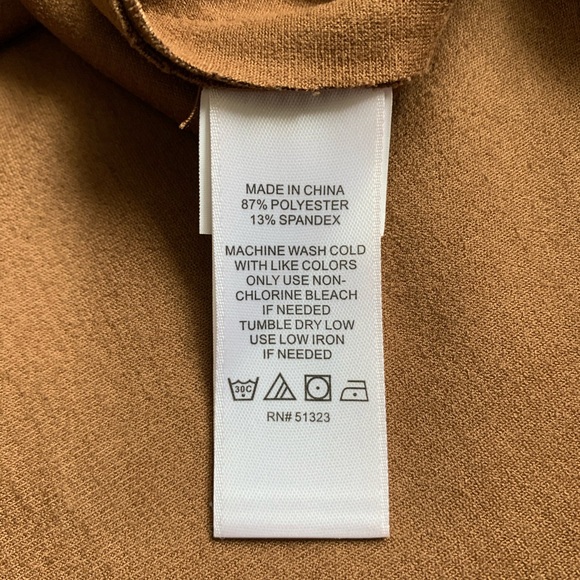 MADE IN CHINA
87% POLYESTER
13% SPANDEX
MACHINE WASH COLD
WITH LIKE COLORS
ONLY USE NON-
CHLORINE BLEACH
IF NEEDED
TUMBLE DRY LOW
USE LOW IRON
IF NEEDED
30C
RN# 51323